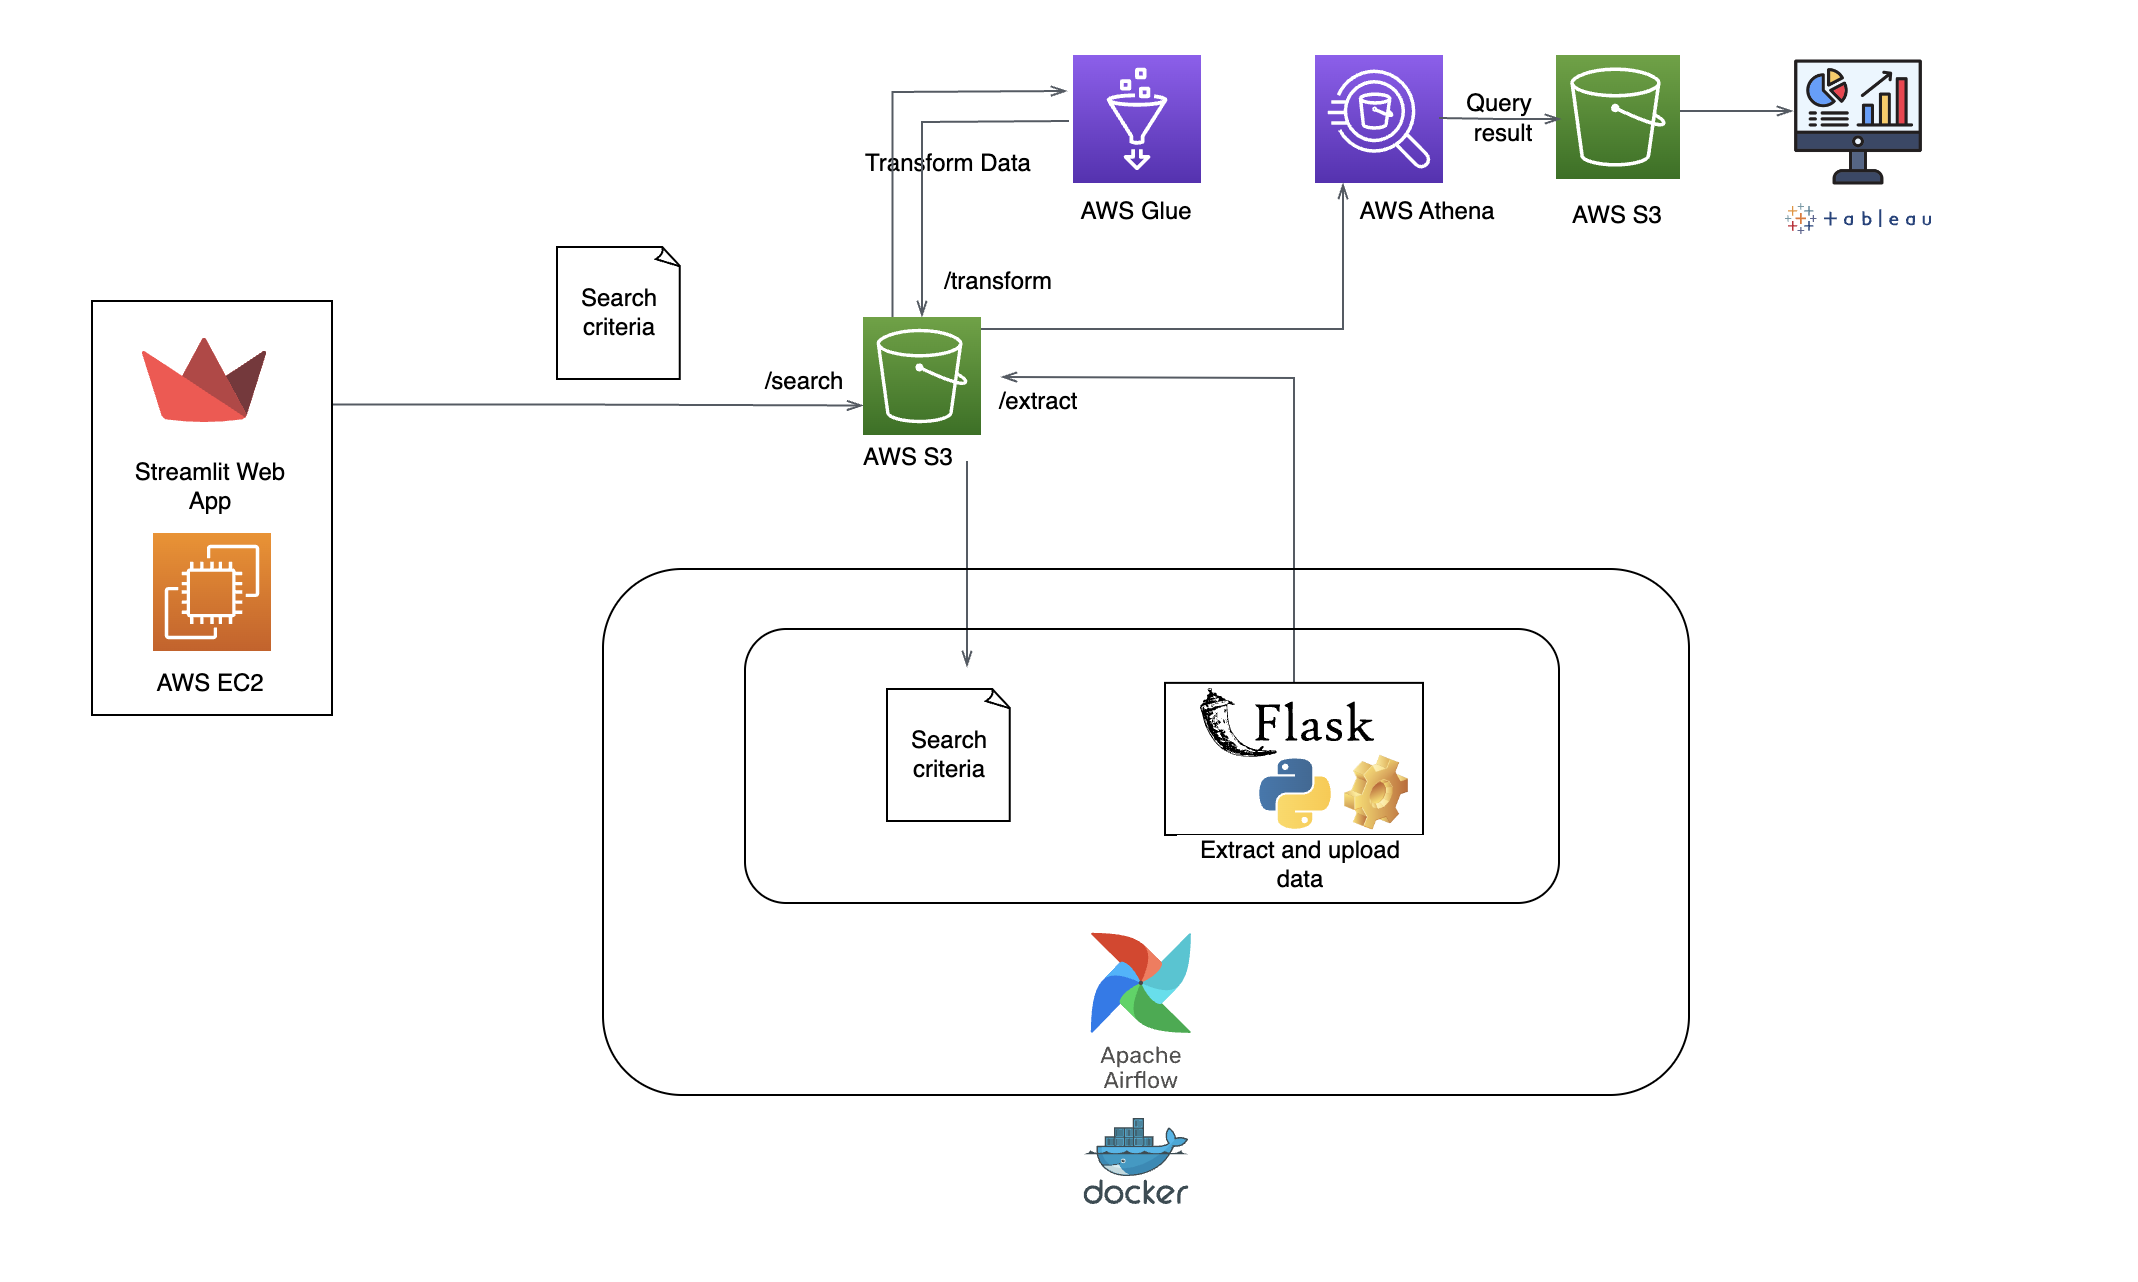 Transform Data
AWS Glue
AWS Athena
Query
result
AWS S3
+ableau
/transform
Search
criteria
/search
/extract
AWS S3
Streamlit Web
App
AWS EC2
Search
criteria
Flask
Extract and upload
data
Apache
Airflow
docker